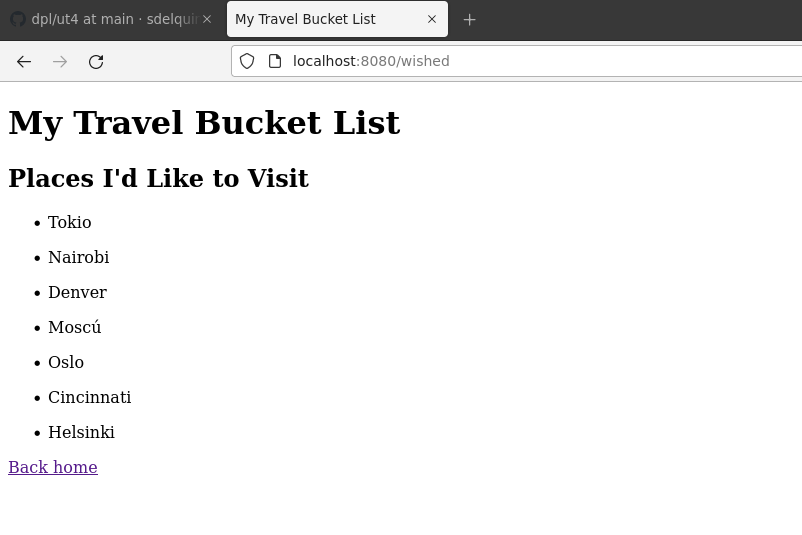 dpl/ut4 at main · sdelqui
My Travel Bucket List
localhost:8080/wished
My Travel Bucket List
Places I'd Like to Visit
• Tokio
• Nairobi
• Denver
• Moscú
• Oslo
• Cincinnati
• Helsinki
Back home